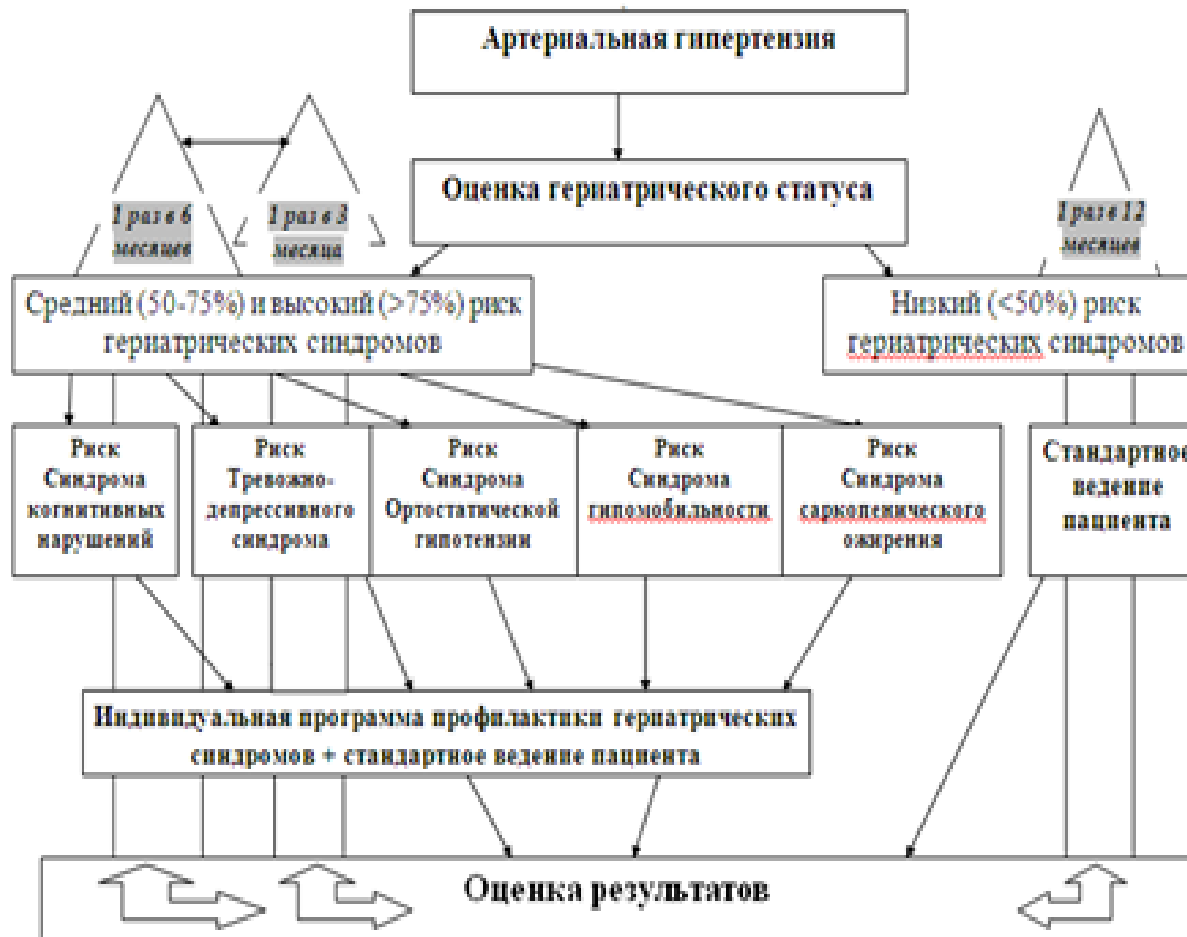 Артериальная гипертензия
Оценка гериатрического статуса
1 раз в 6
месяцев
1 раз в 3
месяца
1 раз в 12
месяцев
Средний (50-75%) и высокий (>75%) риск
гериатрических синдромов
Низкий (<50%) риск
гериатрических синдромов
Риск
Синдрома
когнитивных
нарушений
Риск
Тревожно-
депрессивного
синдрома
Риск
Синдрома
Ортостатической
гипотензии
Риск
Синдрома
гипомобильности
Риск
Синдрома
саркопенического
ожирения
Стандартное
ведение
пациента
Индивидуальная программа профилактики гериатрических
синдромов + стандартное ведение пациента
Оценка результатов